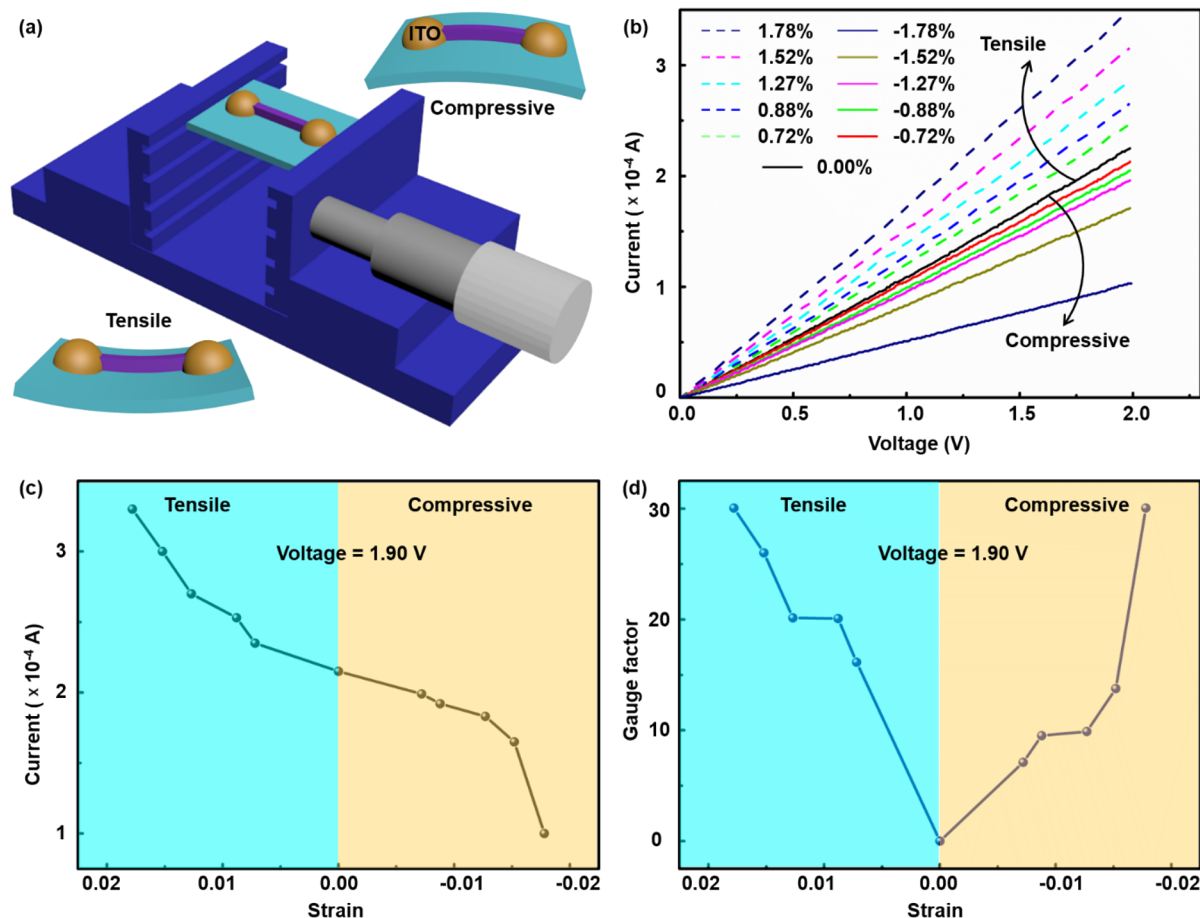 (a)
ITO
Compressive
Tensile
(b)
1.78% -1.78%
1.52% -1.52%
1.27% -1.27%
0.88% -0.88%
0.72% -0.72%
0.00%
Tensile
Compressive
Current ( × 10⁻⁴ A)
3
2
1
0
0.0 0.5 1.0 1.5 2.0
Voltage (V)
(c)
Tensile Compressive
Voltage = 1.90 V
Current ( × 10⁻⁴ A)
3
2
1
0.02 0.01 0.00 -0.01 -0.02
Strain
(d)
Tensile Compressive
Voltage = 1.90 V
Gauge factor
30
20
10
0
0.02 0.01 0.00 -0.01 -0.02
Strain